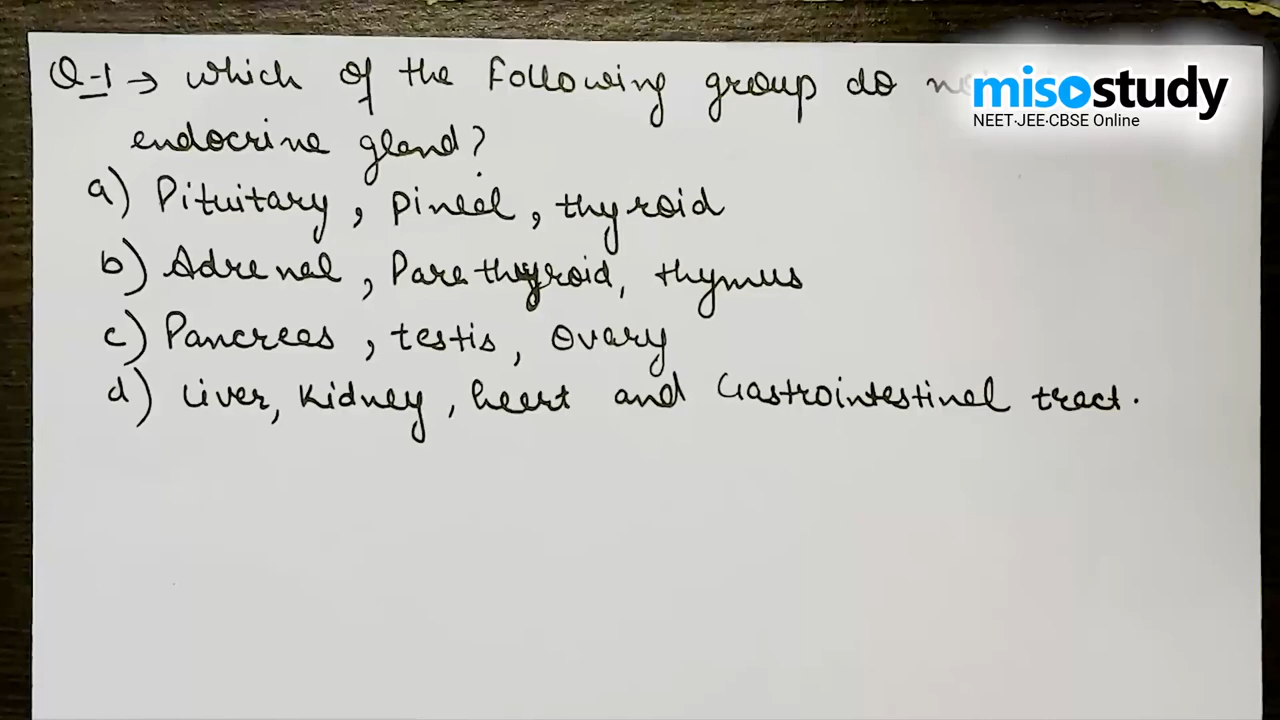 Q-1 → which of the following group do
misostudy
NEET·JEE·CBSE Online
endocrine gland?
a) Pituitary, pineal, thyroid
b) Adrenal, Parathyroid, thymus
c) Pancreas, testis, ovary
d) Liver, Kidney, heart and Gastrointestinal tract.